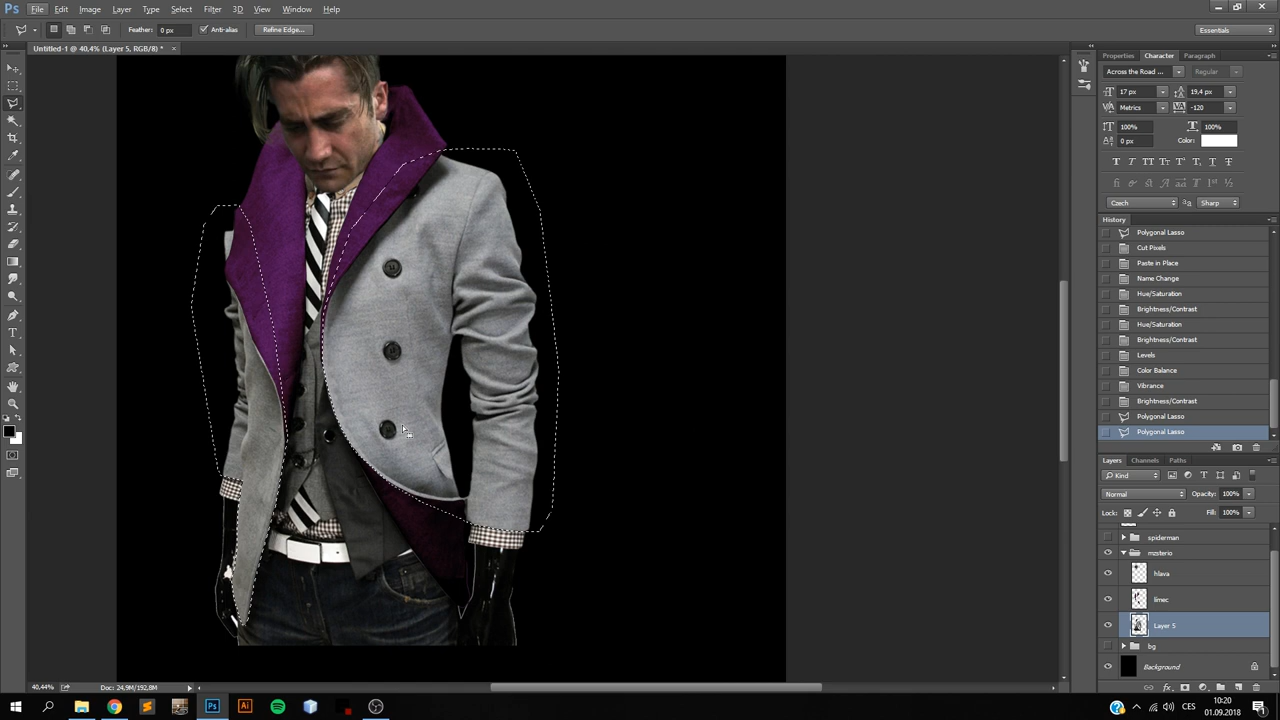 Ps File Edit Image Layer Type Select Filter 3D View Window Help
Feather: 0 px Anti-alias Refine Edge... Essentials
Untitled-1 @ 40,4% (Layer 5, RGB/8) * ×
Properties Character Paragraph
Across the Road ... Regular
17 px 19,4 px
Metrics -120
100% 100%
0 px Color:
Czech Sharp
History
Polygonal Lasso
Cut Pixels
Paste in Place
Name Change
Hue/Saturation
Brightness/Contrast
Hue/Saturation
Brightness/Contrast
Levels
Color Balance
Vibrance
Brightness/Contrast
Polygonal Lasso
Polygonal Lasso
Layers Channels Paths
Kind
Normal Opacity: 100%
Lock: Fill: 100%
spiderman
mzsterio
hlava
limec
Layer 5
bg
Background
40,44% Doc: 24,9M/192,8M
Ps Ai CES 10:20
01.09.2018